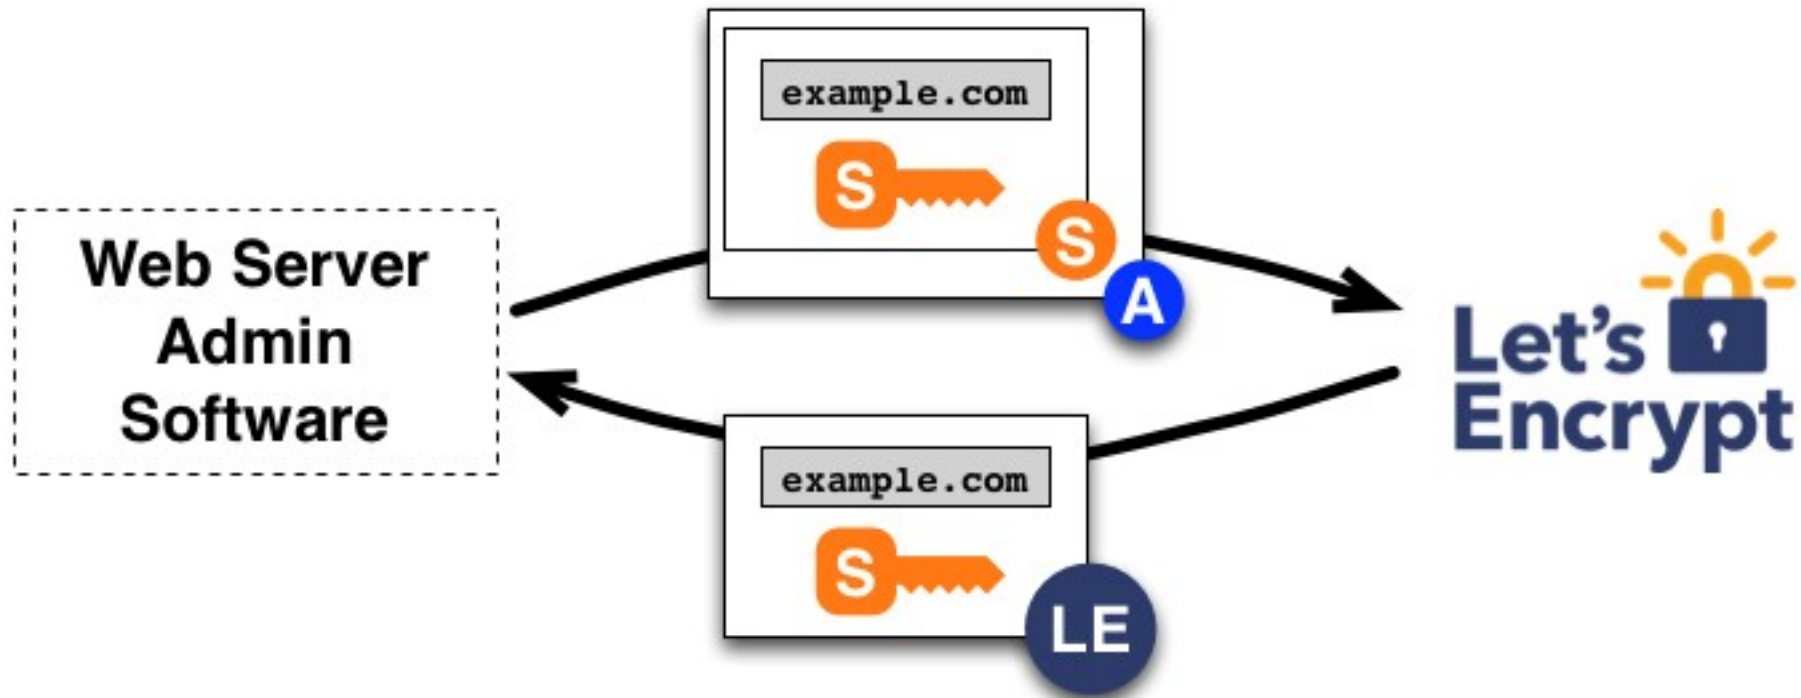 example.com
S
S
A
Web Server
Admin
Software
Let's
Encrypt
example.com
S
LE